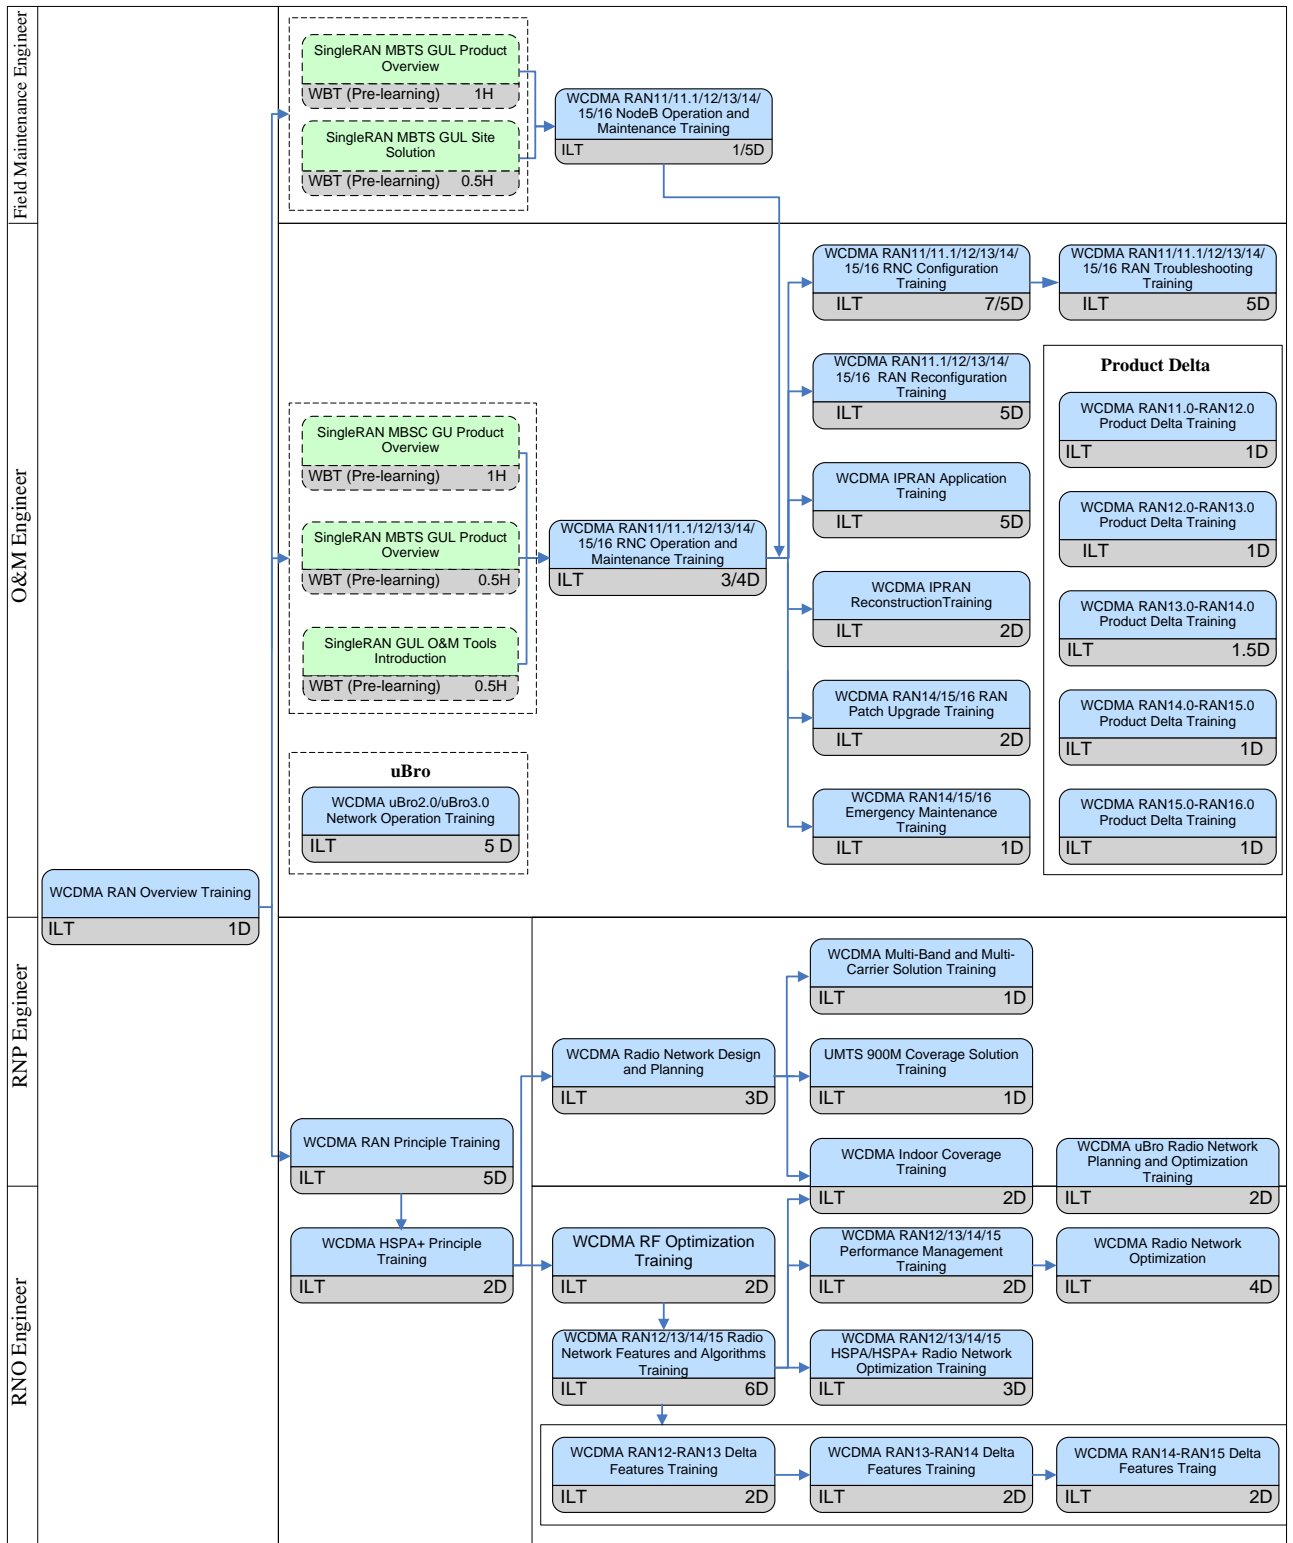 Field Maintenance Engineer
SingleRAN MBTS GUL Product
Overview
WBT (Pre-learning) 1H
SingleRAN MBTS GUL Site
Solution
WBT (Pre-learning) 0.5H
WCDMA RAN11/11.1/12/13/14/
15/16 NodeB Operation and
Maintenance Training
ILT 1/5D
O&M Engineer
WCDMA RAN11/11.1/12/13/14/
15/16 RNC Configuration
Training
ILT 7/5D
WCDMA RAN11/11.1/12/13/14/
15/16 RAN Troubleshooting
Training
ILT 5D
WCDMA RAN11.1/12/13/14/
15/16 RAN Reconfiguration
Training
ILT 5D
SingleRAN MBSC GU Product
Overview
WBT (Pre-learning) 1H
SingleRAN MBTS GUL Product
Overview
WBT (Pre-learning) 0.5H
SingleRAN GUL O&M Tools
Introduction
WBT (Pre-learning) 0.5H
WCDMA RAN11/11.1/12/13/14/
15/16 RNC Operation and
Maintenance Training
ILT 3/4D
WCDMA IPRAN Application
Training
ILT 5D
WCDMA IPRAN
ReconstructionTraining
ILT 2D
WCDMA RAN14/15/16 RAN
Patch Upgrade Training
ILT 2D
WCDMA RAN14/15/16
Emergency Maintenance
Training
ILT 1D
Product Delta
WCDMA RAN11.0-RAN12.0
Product Delta Training
ILT 1D
WCDMA RAN12.0-RAN13.0
Product Delta Training
ILT 1D
WCDMA RAN13.0-RAN14.0
Product Delta Training
ILT 1.5D
WCDMA RAN14.0-RAN15.0
Product Delta Training
ILT 1D
WCDMA RAN15.0-RAN16.0
Product Delta Training
ILT 1D
uBro
WCDMA uBro2.0/uBro3.0
Network Operation Training
ILT 5 D
WCDMA RAN Overview Training
ILT 1D
RNP Engineer
WCDMA Multi-Band and Multi-
Carrier Solution Training
ILT 1D
WCDMA Radio Network Design
and Planning
ILT 3D
UMTS 900M Coverage Solution
Training
ILT 1D
WCDMA RAN Principle Training
ILT 5D
WCDMA Indoor Coverage
Training
ILT 2D
WCDMA uBro Radio Network
Planning and Optimization
Training
ILT 2D
RNO Engineer
WCDMA HSPA+ Principle
Training
ILT 2D
WCDMA RF Optimization
Training
ILT 2D
WCDMA RAN12/13/14/15
Performance Management
Training
ILT 2D
WCDMA Radio Network
Optimization
ILT 4D
WCDMA RAN12/13/14/15 Radio
Network Features and Algorithms
Training
ILT 6D
WCDMA RAN12/13/14/15
HSPA/HSPA+ Radio Network
Optimization Training
ILT 3D
WCDMA RAN12-RAN13 Delta
Features Training
ILT 2D
WCDMA RAN13-RAN14 Delta
Features Training
ILT 2D
WCDMA RAN14-RAN15 Delta
Features Traing
ILT 2D